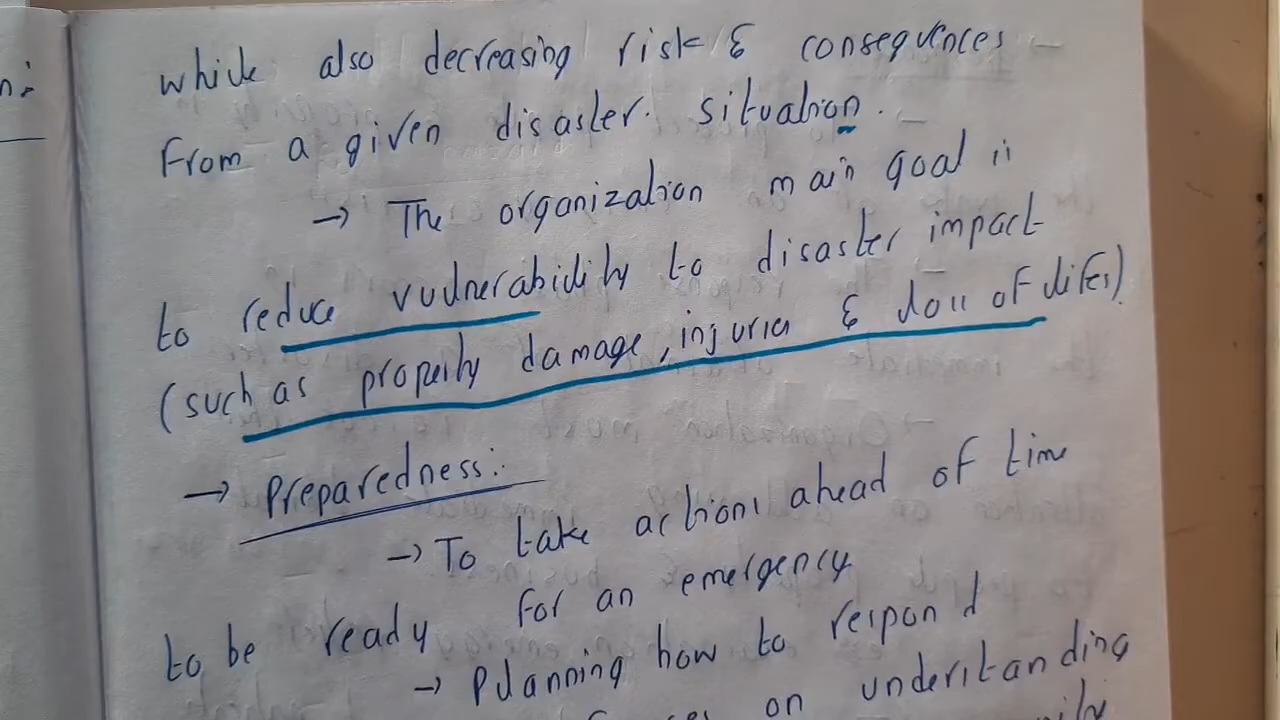 n:
while also decreasing risk & consequences
From a given disaster. situation.
→ The organization main goal is
to reduce vulnerability to disaster impact
(such as property damage, injuries & loss of lifes)
→ Preparedness:
→ To take actions ahead of time
to be ready for an emergency
→ Planning how to respond
on understanding